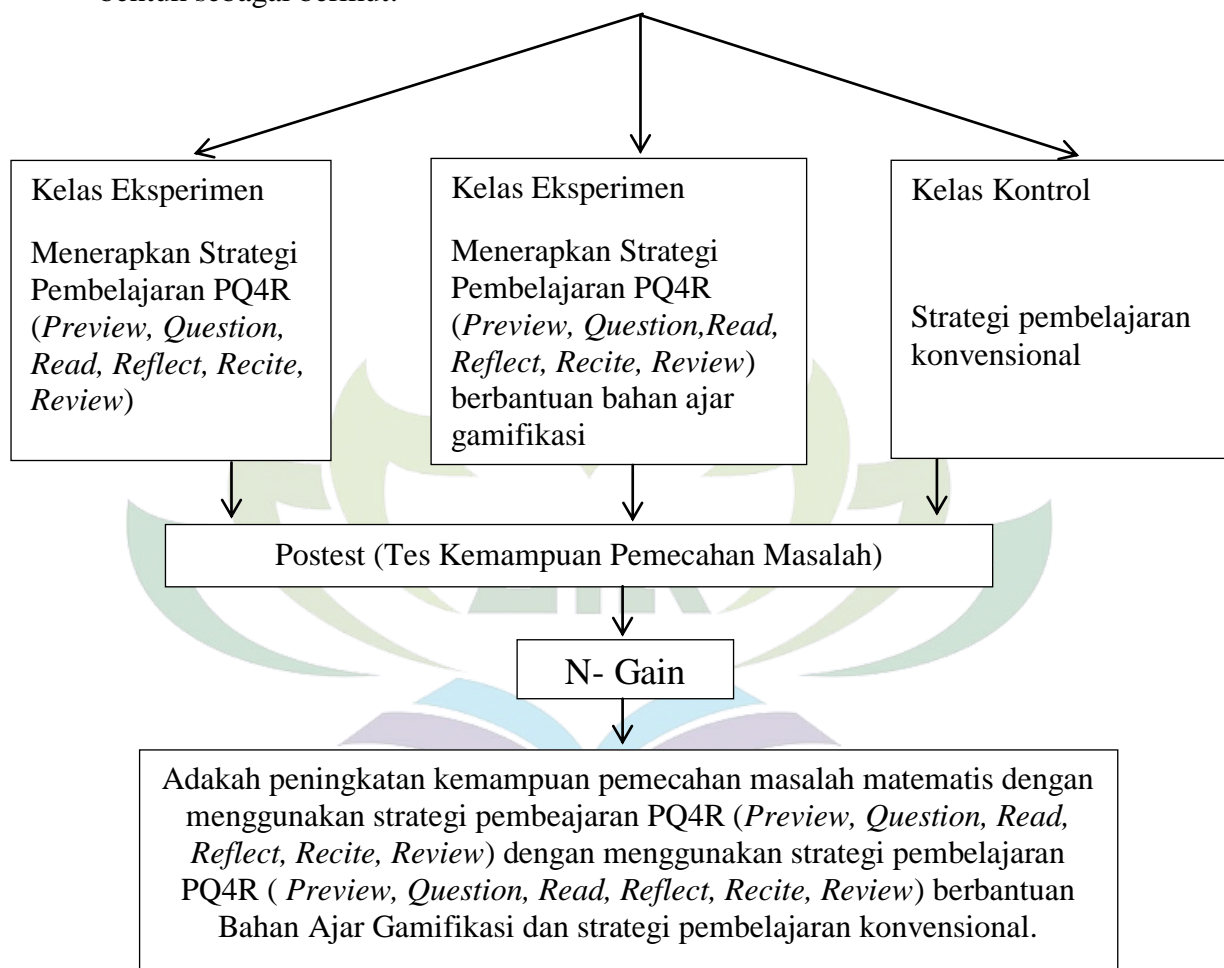 bentuk sebagai berikut:
Kelas Eksperimen
Menerapkan Strategi
Pembelajaran PQ4R
(Preview, Question,
Read, Reflect, Recite,
Review)
Kelas Eksperimen
Menerapkan Strategi
Pembelajaran PQ4R
(Preview, Question,Read,
Reflect, Recite, Review)
berbantuan bahan ajar
gamifikasi
Kelas Kontrol
Strategi pembelajaran
konvensional
Postest (Tes Kemampuan Pemecahan Masalah)
N- Gain
Adakah peningkatan kemampuan pemecahan masalah matematis dengan
menggunakan strategi pembeajaran PQ4R (Preview, Question, Read,
Reflect, Recite, Review) dengan menggunakan strategi pembelajaran
PQ4R ( Preview, Question, Read, Reflect, Recite, Review) berbantuan
Bahan Ajar Gamifikasi dan strategi pembelajaran konvensional.